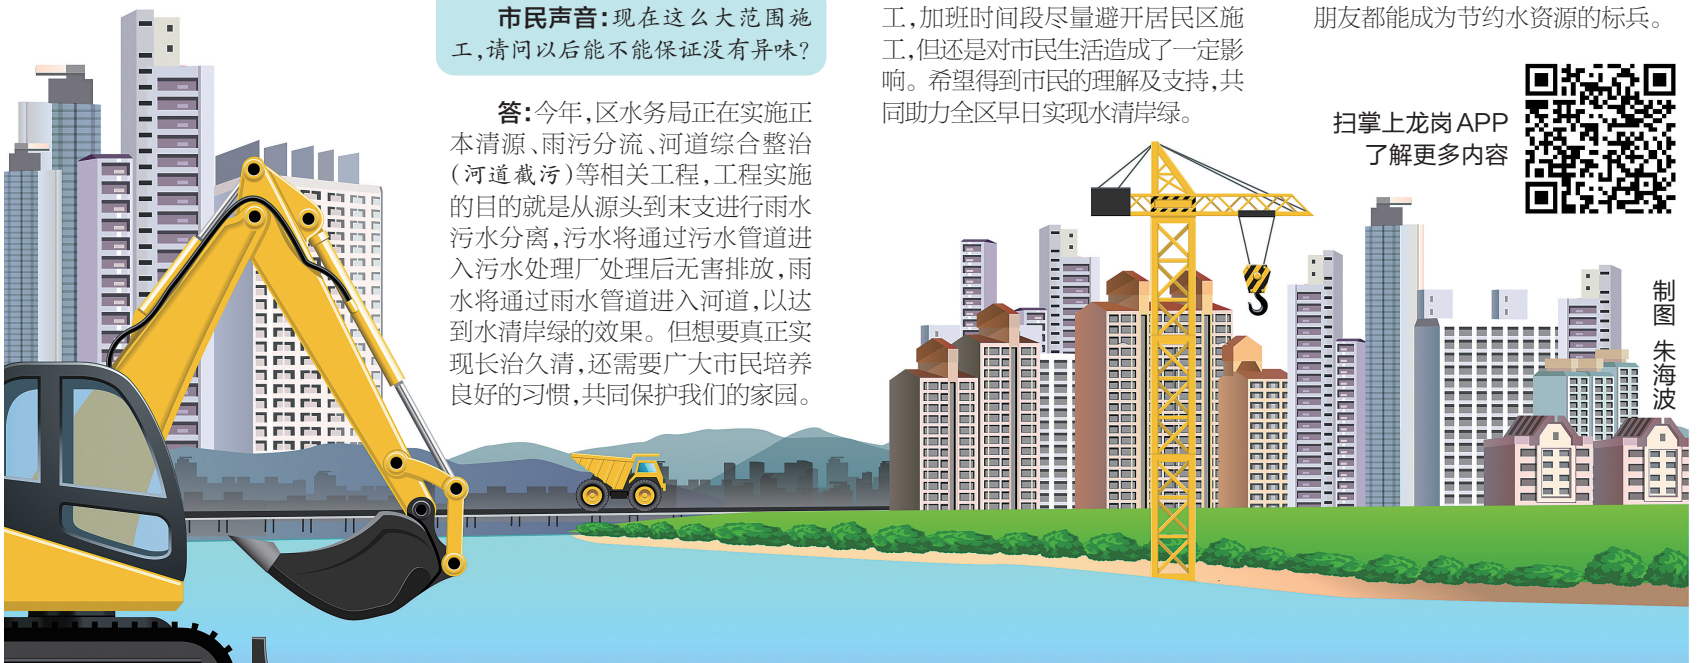 市民声音:现在这么大范围施
工,请问以后能不能保证没有异味?
答:今年,区水务局正在实施正
本清源、雨污分流、河道综合整治
(河道截污)等相关工程,工程实施
的目的就是从源头到末支进行雨水
污水分离,污水将通过污水管道进
入污水处理厂处理后无害排放,雨
水将通过雨水管道进入河道,以达
到水清岸绿的效果。但想要真正实
现长治久清,还需要广大市民培养
良好的习惯,共同保护我们的家园。
工,加班时间段尽量避开居民区施
工,但还是对市民生活造成了一定影
响。希望得到市民的理解及支持,共
同助力全区早日实现水清岸绿。
朋友都能成为节约水资源的标兵。
扫掌上龙岗APP
了解更多内容
制图 朱海波